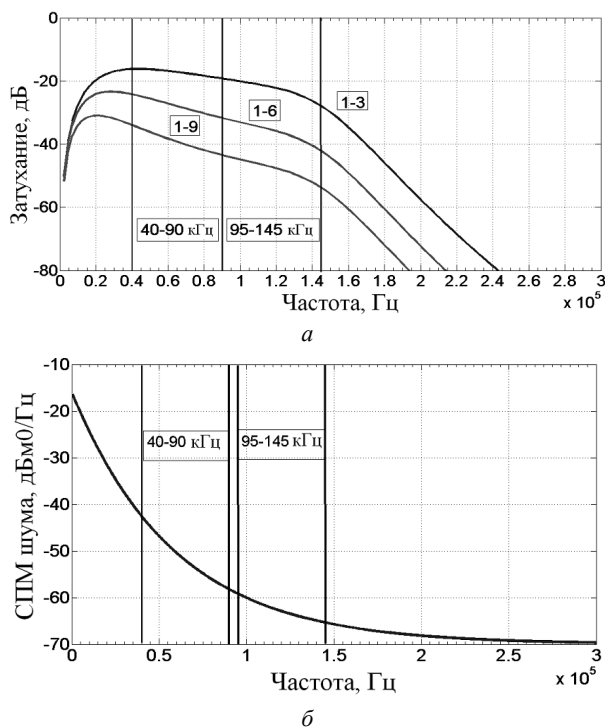 0
-20
-40
-60
-80
Затухание, дБ
1-3
1-6
1-9
40-90 кГц
95-145 кГц
0 0.2 0.4 0.6 0.8 1 1.2 1.4 1.6 1.8 2 2.2 2.4 2.6 2.8 3
Частота, Гц
x 10⁵
а
-10
-20
-30
-40
-50
-60
-70
СПМ шума, дБм0/Гц
40-90 кГц
95-145 кГц
0 0.5 1 1.5 2 2.5 3
Частота, Гц
x 10⁵
б